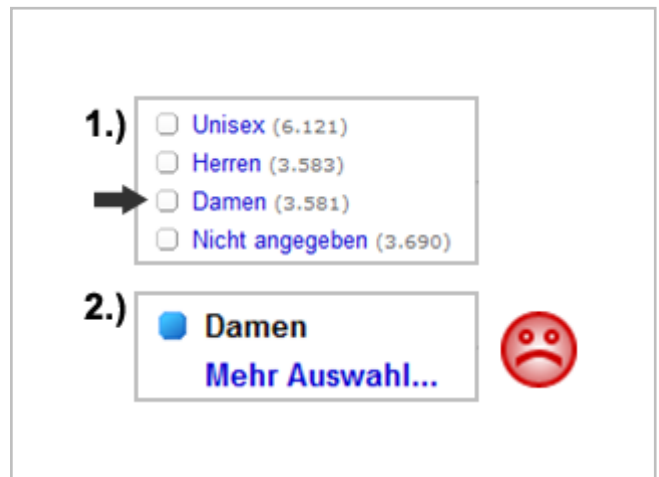 1.)
Unisex (6.121)
Herren (3.583)
Damen (3.581)
Nicht angegeben (3.690)
2.)
Damen
Mehr Auswahl...